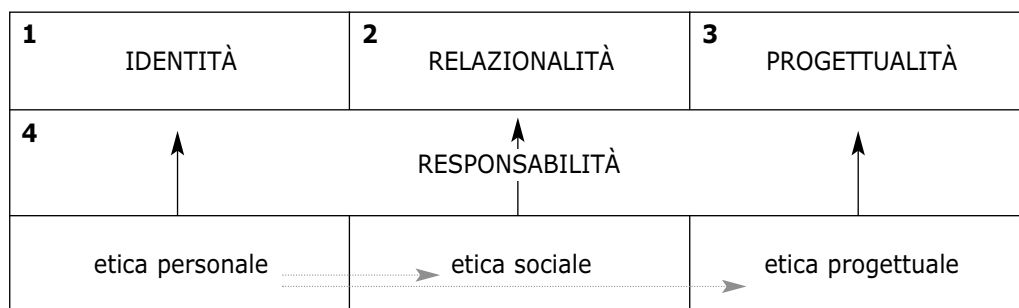 1 IDENTITÀ
2 RELAZIONALITÀ
3 PROGETTUALITÀ
4
RESPONSABILITÀ
etica personale
etica sociale
etica progettuale